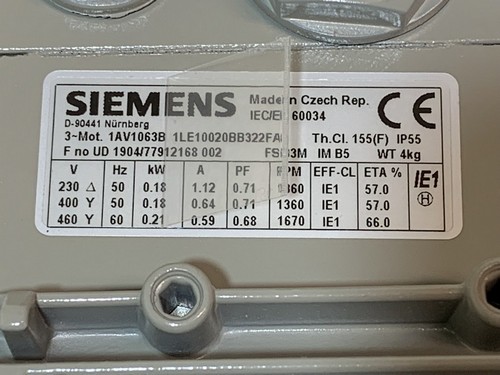 SIEMENS
D-90441 Nürnberg
Made in Czech Rep.
IEC/EN 60034
CE
3~Mot. 1AV1063B 1LE10020BB322FA
Th.Cl. 155(F) IP55
F no UD 1904/77912168 002 IM B5 WT 4kg
V Hz kW A PF RPM EFF-CL ETA %
230 Δ 50 0.18 1.12 0.71 1360 IE1 57.0
400 Y 50 0.18 0.64 0.71 1360 IE1 57.0
460 Y 60 0.21 0.59 0.68 1670 IE1 66.0
IE1
H